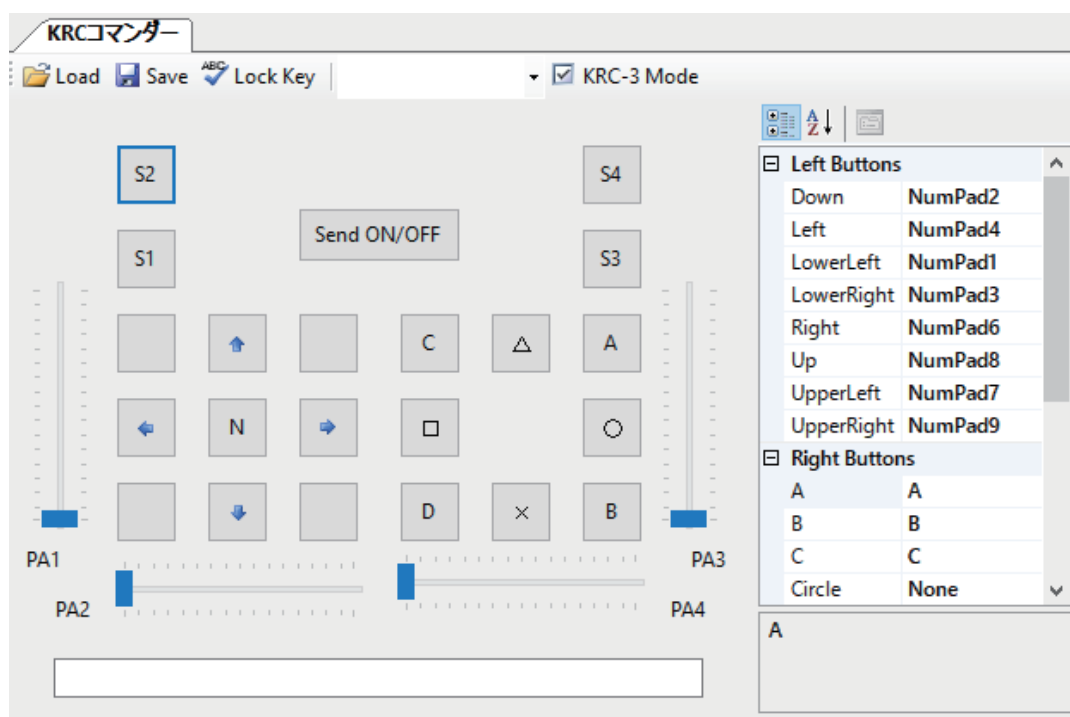 KRCコマンダー
Load Save ABC Lock Key KRC-3 Mode
S2 S4
Send ON/OFF
S1 S3
C △ A
N □ ○
D × B
PA1 PA3
PA2 PA4
A Z
Left Buttons
Down NumPad2
Left NumPad4
LowerLeft NumPad1
LowerRight NumPad3
Right NumPad6
Up NumPad8
UpperLeft NumPad7
UpperRight NumPad9
Right Buttons
A A
B B
C C
Circle None
A